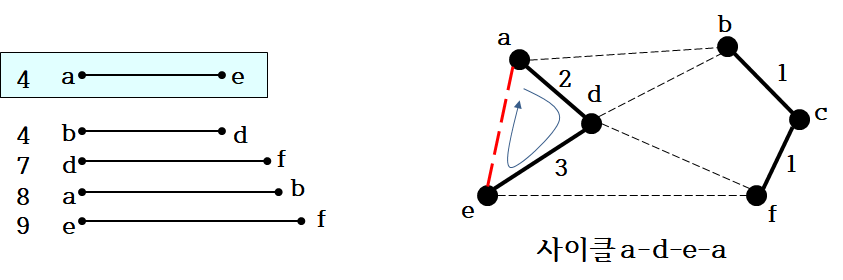 4 a e
4 b d
7 d f
8 a b
9 e f
a
b
2
d
1
c
3
1
e
f
사이클 a-d-e-a